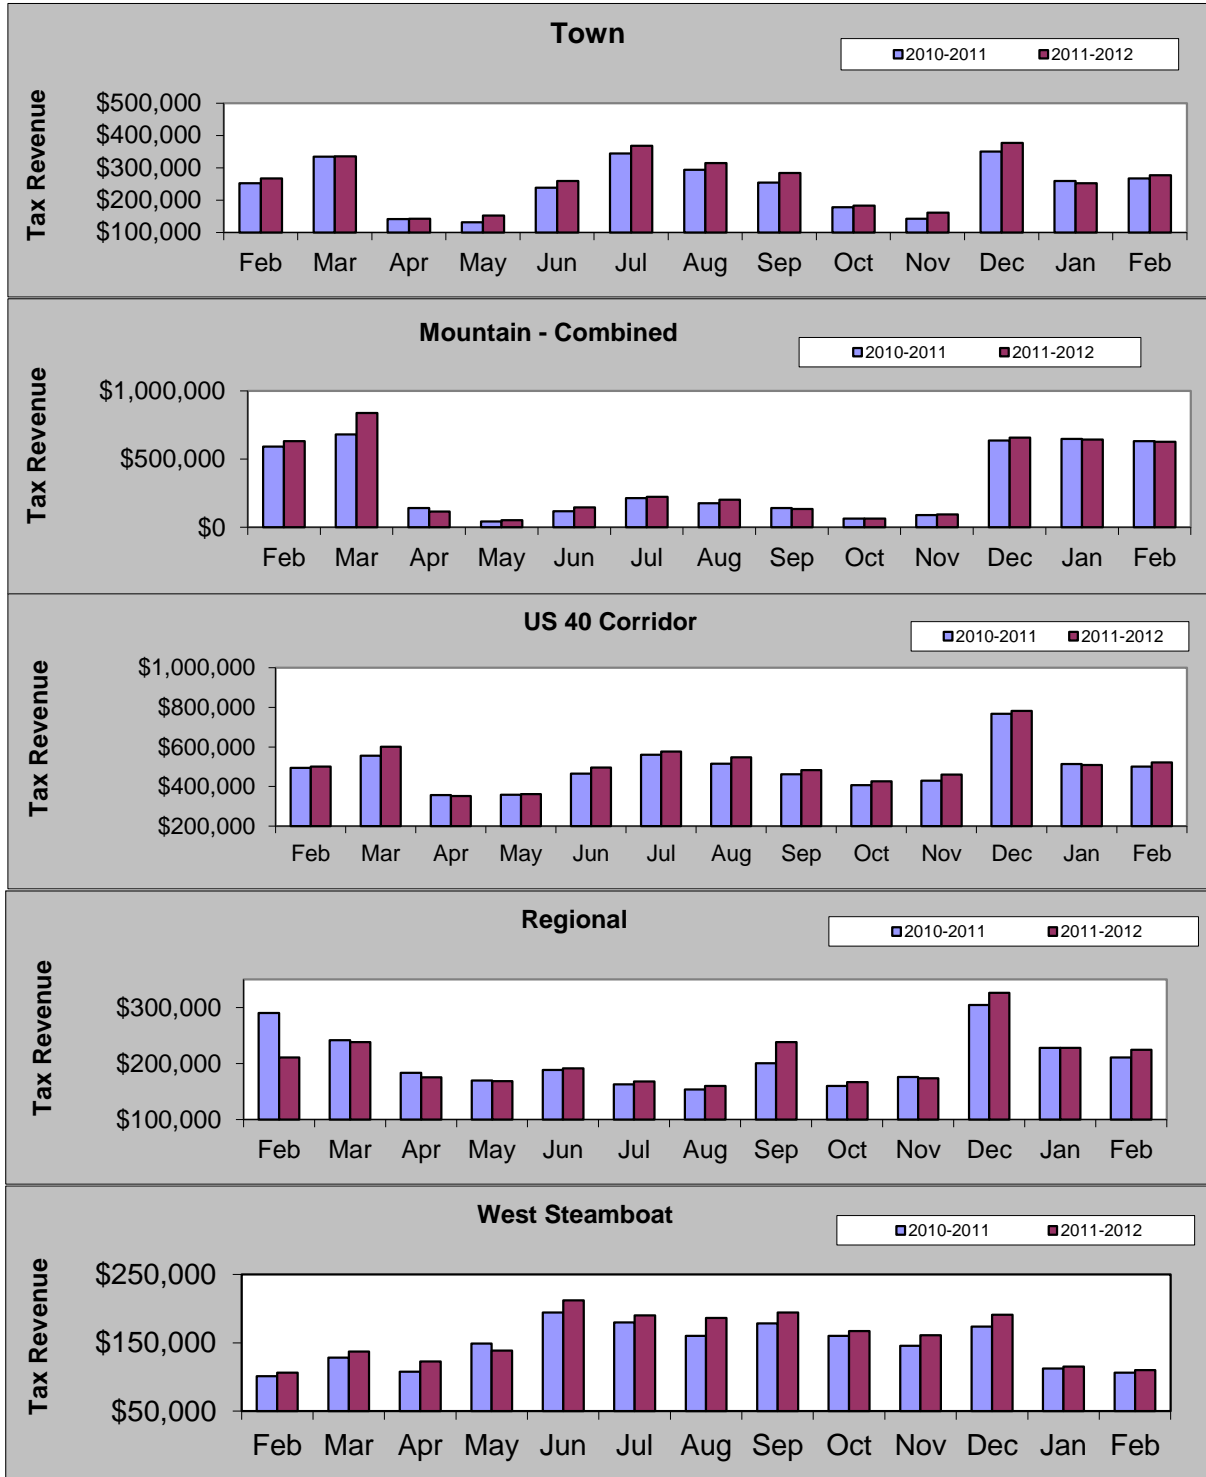 Town
2010-2011 2011-2012
Tax Revenue
$500,000
$400,000
$300,000
$200,000
$100,000
Feb Mar Apr May Jun Jul Aug Sep Oct Nov Dec Jan Feb
Mountain - Combined
2010-2011 2011-2012
Tax Revenue
$1,000,000
$500,000
$0
Feb Mar Apr May Jun Jul Aug Sep Oct Nov Dec Jan Feb
US 40 Corridor
2010-2011 2011-2012
Tax Revenue
$1,000,000
$800,000
$600,000
$400,000
$200,000
Feb Mar Apr May Jun Jul Aug Sep Oct Nov Dec Jan Feb
Regional
2010-2011 2011-2012
Tax Revenue
$300,000
$200,000
$100,000
Feb Mar Apr May Jun Jul Aug Sep Oct Nov Dec Jan Feb
West Steamboat
2010-2011 2011-2012
Tax Revenue
$250,000
$150,000
$50,000
Feb Mar Apr May Jun Jul Aug Sep Oct Nov Dec Jan Feb